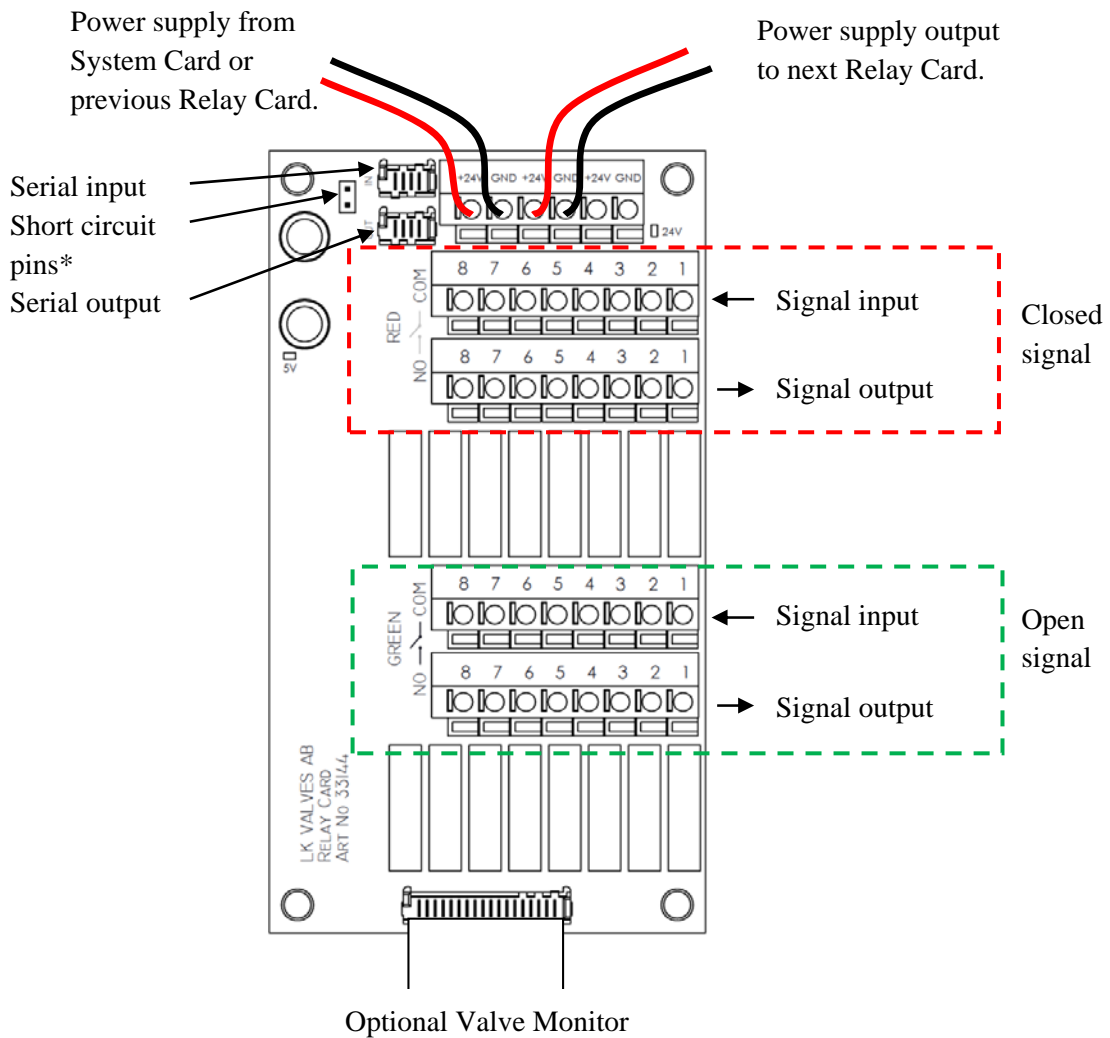 Power supply from
System Card or
previous Relay Card.
Power supply output
to next Relay Card.
Serial input
Short circuit
pins*
Serial output
IN
+24V GND +24V GND +24V GND
24V
5V
RED
COM
NO
8 7 6 5 4 3 2 1
Signal input
8 7 6 5 4 3 2 1
Signal output
Closed
signal
GREEN
COM
NO
8 7 6 5 4 3 2 1
Signal input
8 7 6 5 4 3 2 1
Signal output
Open
signal
LK VALVES AB
RELAY CARD
ART NO 33144
Optional Valve Monitor